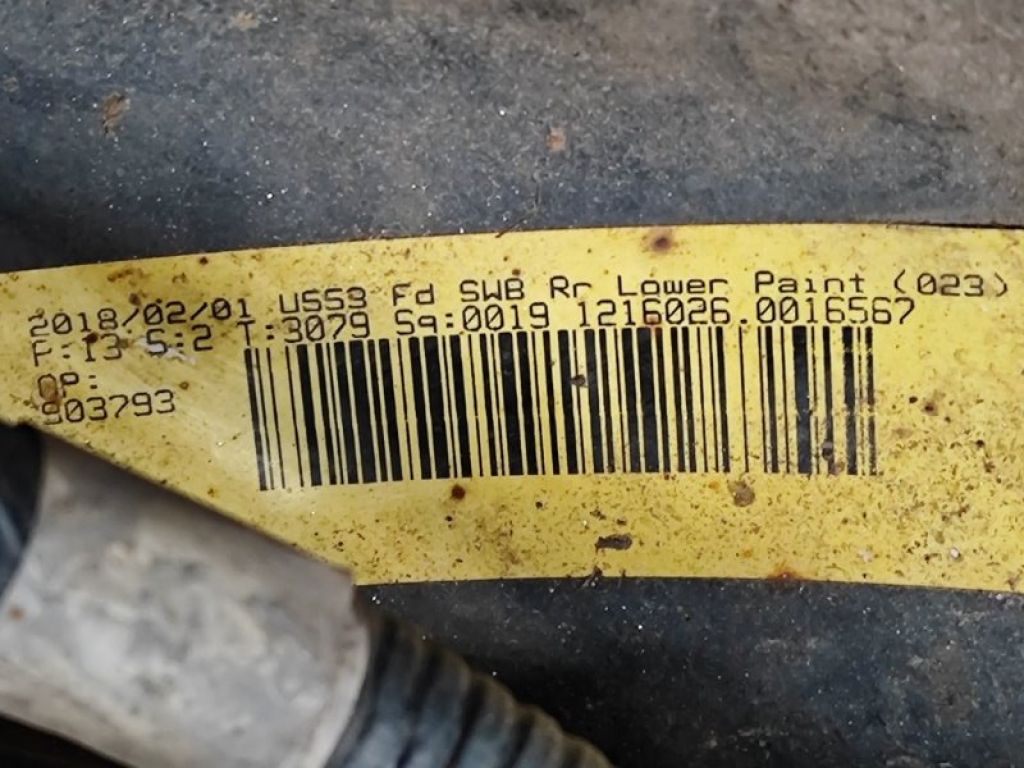 2018/02/01 U553 Fd SWB Rr Lower Paint (023)
P:13 S:2 T:3079 Sq:0019 1216026.0016567
OP:
903793